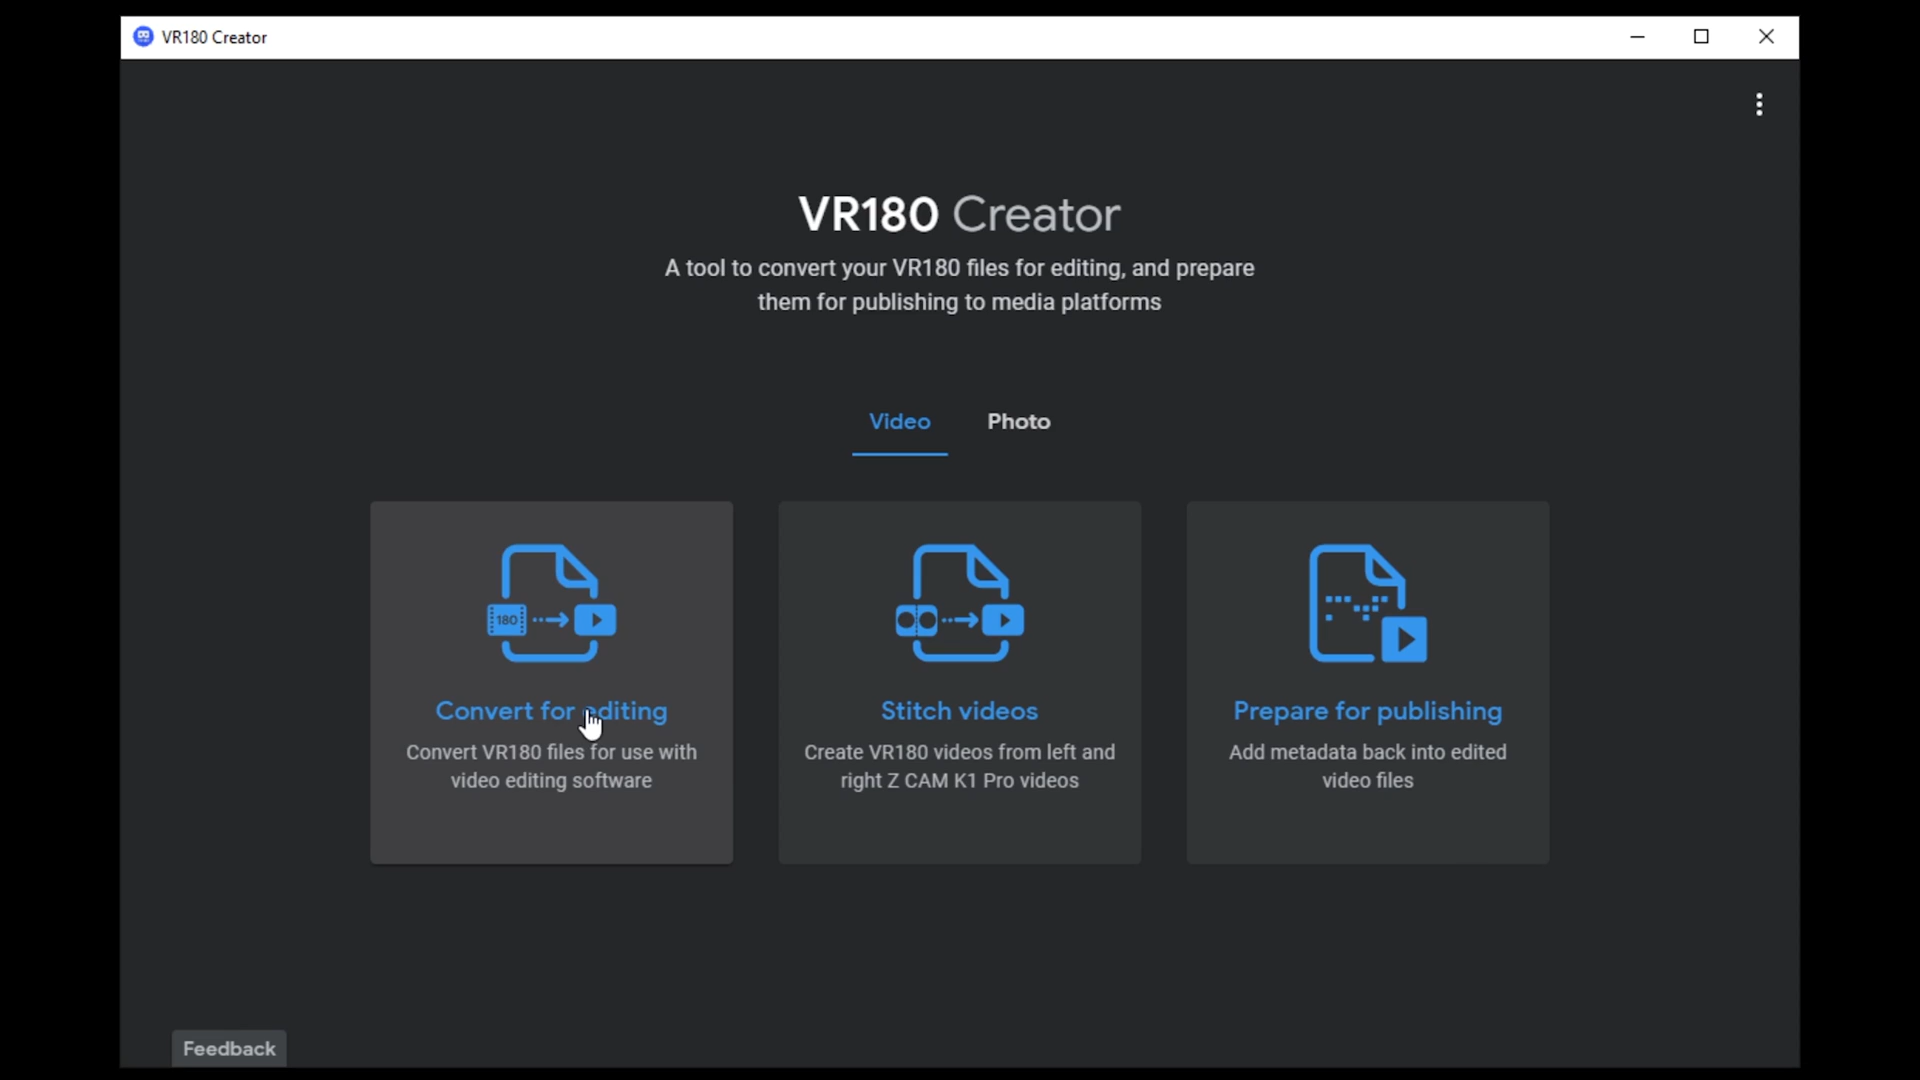 VR180 Creator
VR180 Creator
A tool to convert your VR180 files for editing, and prepare
them for publishing to media platforms
Video
Photo
180
Convert for editing
Convert VR180 files for use with
video editing software
Stitch videos
Create VR180 videos from left and
right Z CAM K1 Pro videos
Prepare for publishing
Add metadata back into edited
video files
Feedback